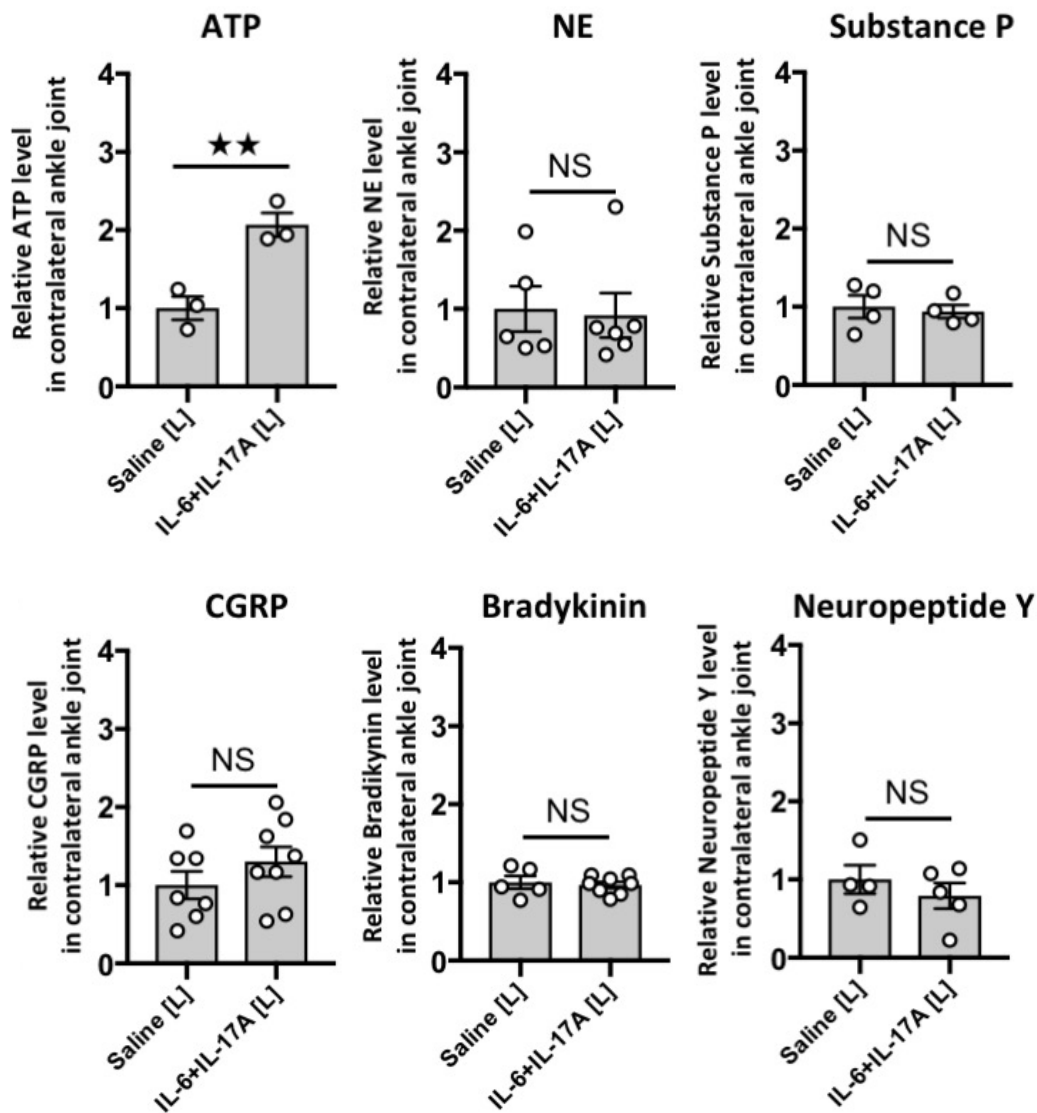 ATP
Relative ATP level
in contralateral ankle joint
4
3
2
1
0
★★
Saline [L]
IL-6+IL-17A [L]
NE
Relative NE level
in contralateral ankle joint
4
3
2
1
0
NS
Saline [L]
IL-6+IL-17A [L]
Substance P
Relative Substance P level
in contralateral ankle joint
4
3
2
1
0
NS
Saline [L]
IL-6+IL-17A [L]
CGRP
Relative CGRP level
in contralateral ankle joint
4
3
2
1
0
NS
Saline [L]
IL-6+IL-17A [L]
Bradykinin
Relative Bradikynin level
in contralateral ankle joint
4
3
2
1
0
NS
Saline [L]
IL-6+IL-17A [L]
Neuropeptide Y
Relative Neuropeptide Y level
in contralateral ankle joint
4
3
2
1
0
NS
Saline [L]
IL-6+IL-17A [L]